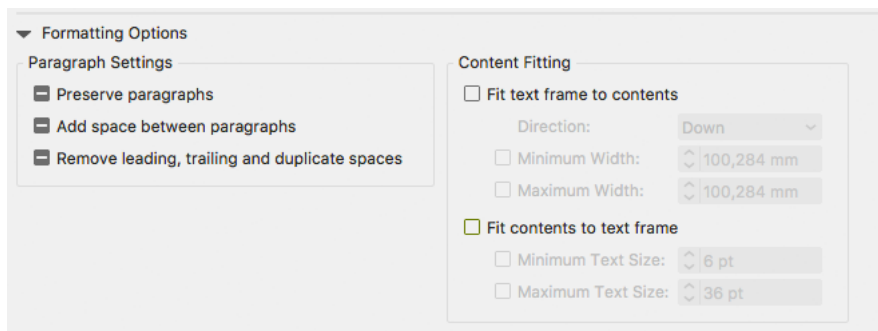 Formatting Options
Paragraph Settings
Preserve paragraphs
Add space between paragraphs
Remove leading, trailing and duplicate spaces
Content Fitting
Fit text frame to contents
Direction: Down
Minimum Width: 100,284 mm
Maximum Width: 100,284 mm
Fit contents to text frame
Minimum Text Size: 6 pt
Maximum Text Size: 36 pt